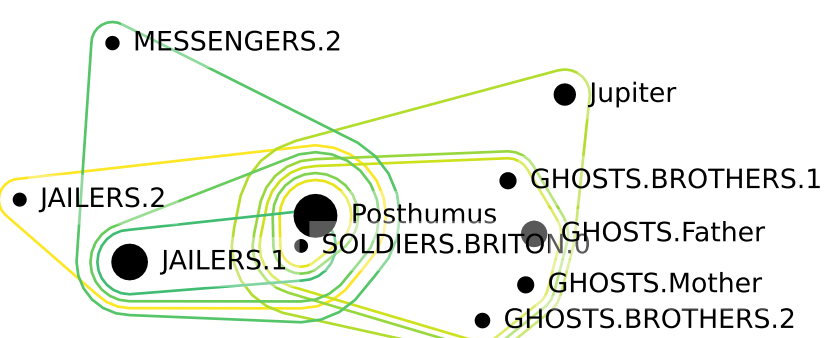 MESSENGERS.2
Jupiter
GHOSTS.BROTHERS.1
JAILERS.2
Posthumus
GHOSTS.Father
SOLDIERS.BRITON.0
JAILERS.1
GHOSTS.Mother
GHOSTS.BROTHERS.2